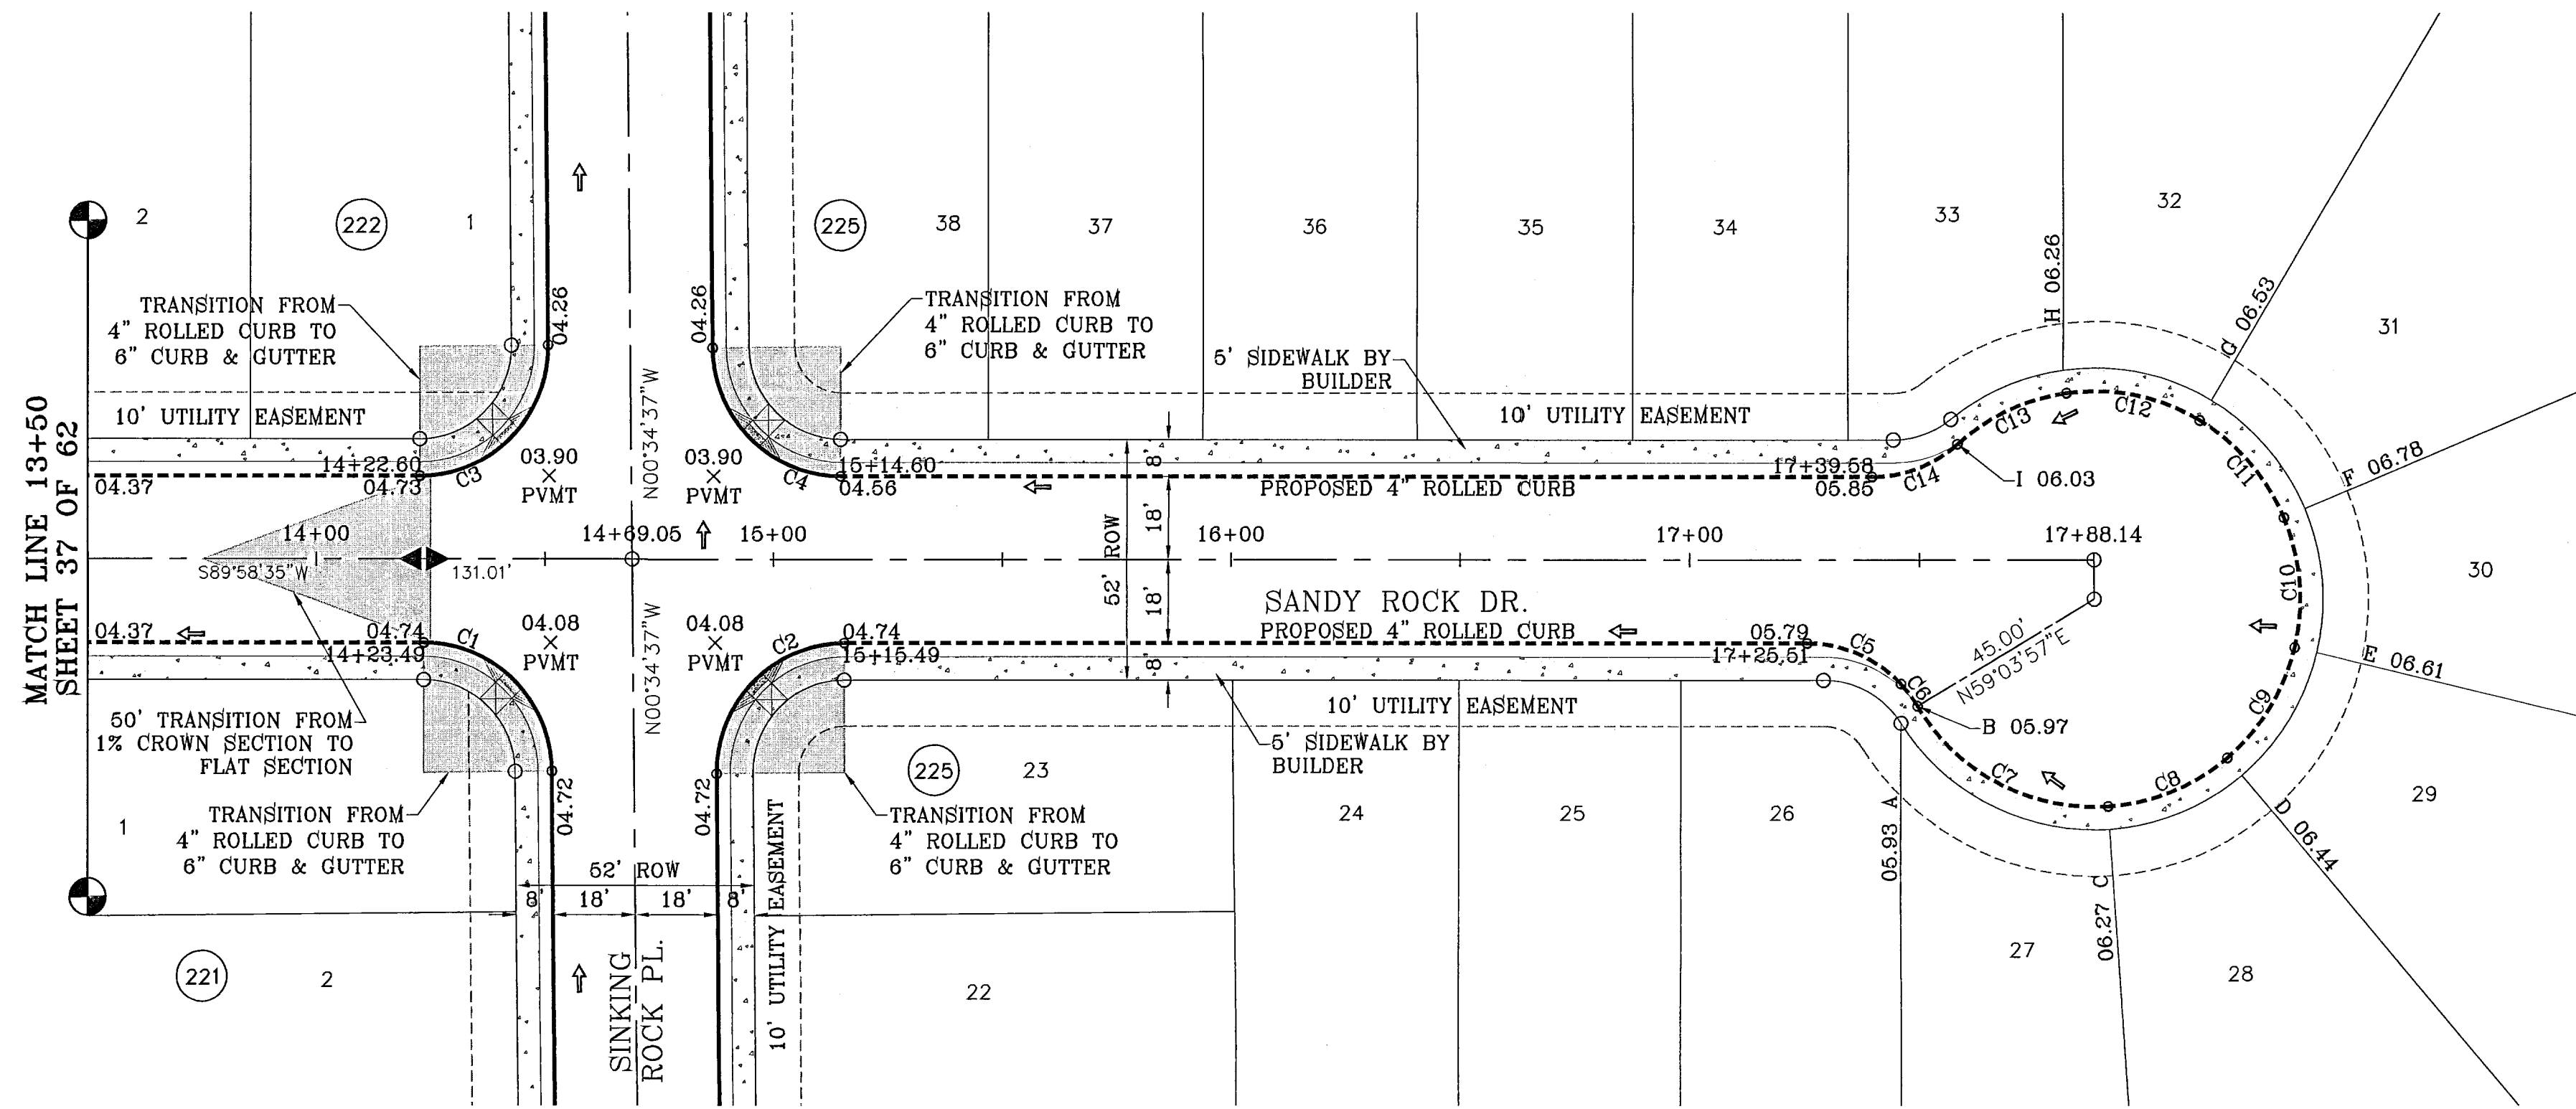 MATCH LINE 13+50
SHEET 37 OF 62
2
222
1
225
38
37
36
35
34
33
32
31
30
29
28
27
26
25
24
23
22
TRANSITION FROM
4" ROLLED CURB TO
6" CURB & GUTTER
04.26
04.26
N00°34'37"W
TRANSITION FROM
4" ROLLED CURB TO
6" CURB & GUTTER
5' SIDEWALK BY
BUILDER
H 06.26
G 06.53
F 06.78
E 06.61
D 06.44
06.27 C
05.93 A
10' UTILITY EASEMENT
10' UTILITY EASEMENT
14+22.60
04.37
04.73
C3
03.90
PVMT
03.90
PVMT
C4
15+14.60
04.56
PROPOSED 4" ROLLED CURB
17+39.58
05.85
C14
C13
C12
C11
C10
C9
C8
C7
C6
C5
I 06.03
8'
18'
52' ROW
18'
8'
14+00
14+69.05
15+00
16+00
17+00
17+88.14
S89°58'35"W
131.01'
SANDY ROCK DR.
PROPOSED 4" ROLLED CURB
04.37
04.74
14+23.49
C1
04.08
PVMT
N00°34'37"W
04.08
PVMT
C2
04.74
15+15.49
05.79
17+25.51
45.00'
N59°03'57"E
B 05.97
50' TRANSITION FROM
1% CROWN SECTION TO
FLAT SECTION
10' UTILITY EASEMENT
5' SIDEWALK BY
BUILDER
225
1
TRANSITION FROM
4" ROLLED CURB TO
6" CURB & GUTTER
04.72
04.72
TRANSITION FROM
4" ROLLED CURB TO
6" CURB & GUTTER
52' ROW
8'
18'
18'
8'
10' UTILITY EASEMENT
221
2
SINKING
ROCK PL.